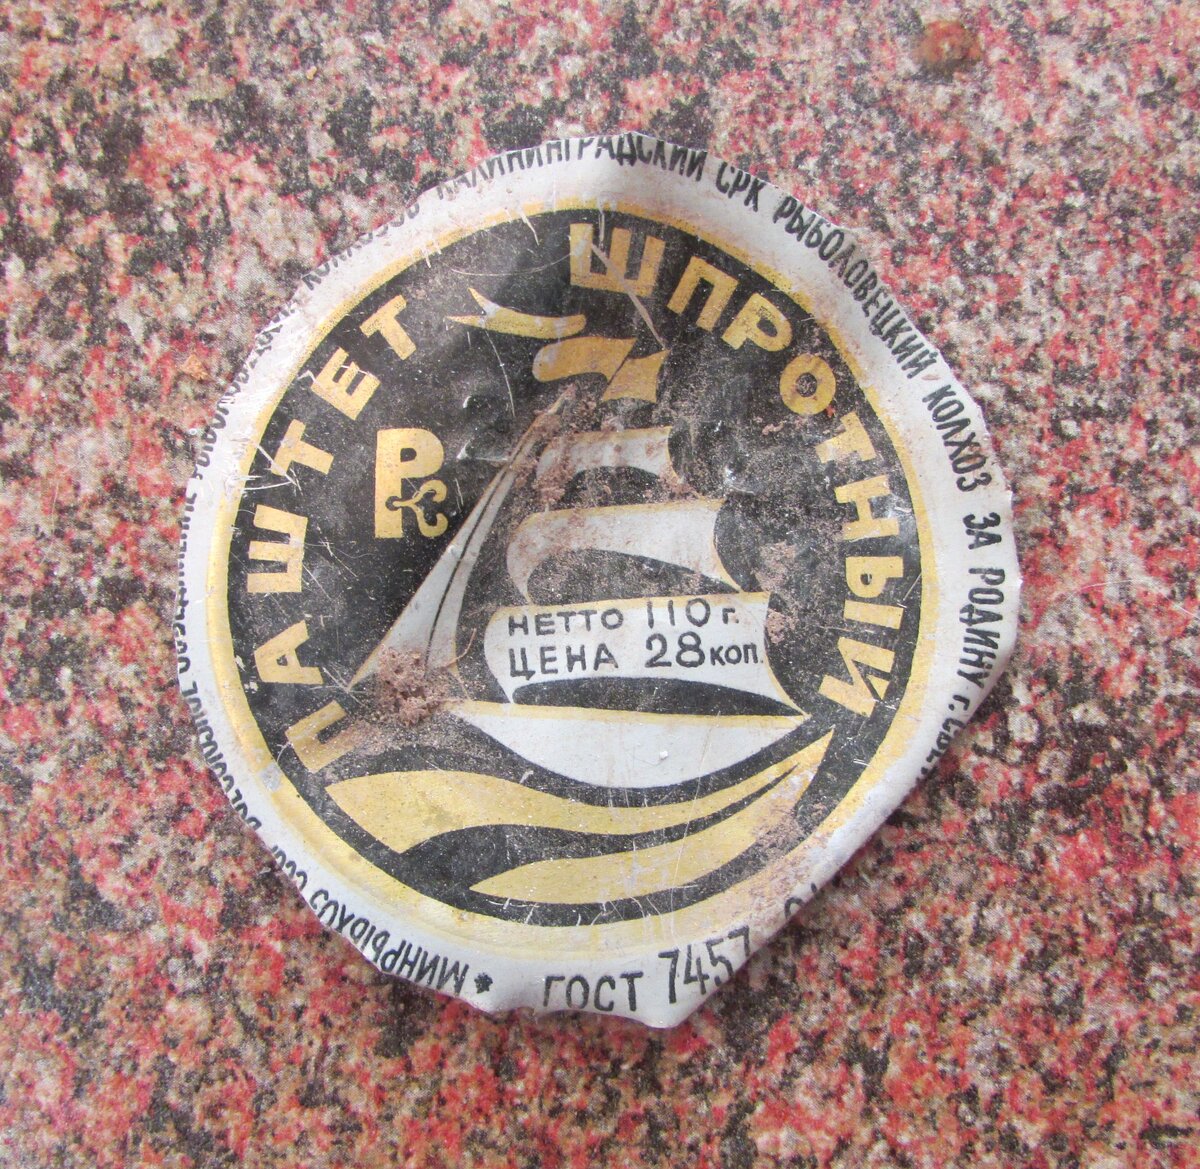 ПАШТЕТ ШПРОТНЫЙ
НЕТТО 110 г.
ЦЕНА 28 коп.
* МИНРЫБХОЗ СССР КАЛИНИНГРАДСКИЙ СРК РЫБОЛОВЕЦКИЙ КОЛХОЗ ЗА РОДИНУ г.
ГОСТ 7457